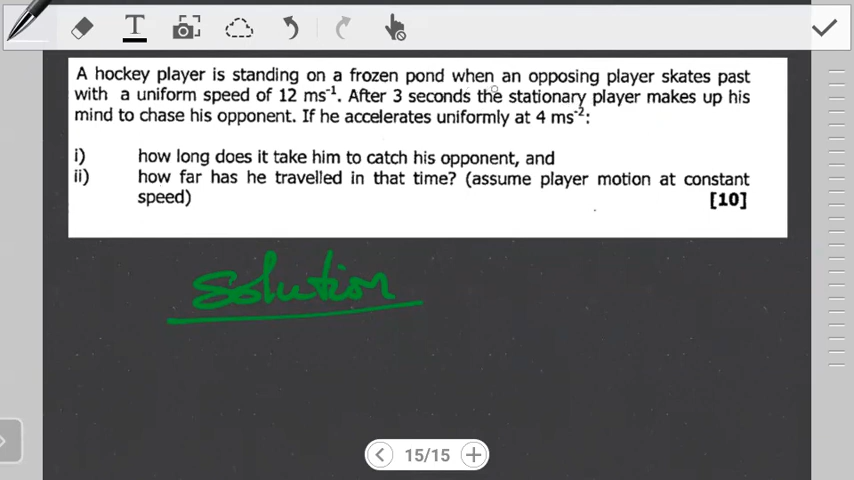 T
A hockey player is standing on a frozen pond when an opposing player skates past
with a uniform speed of 12 ms⁻¹. After 3 seconds the stationary player makes up his
mind to chase his opponent. If he accelerates uniformly at 4 ms⁻²:
i) how long does it take him to catch his opponent, and
ii) how far has he travelled in that time? (assume player motion at constant
speed) [10]
Solution
15/15